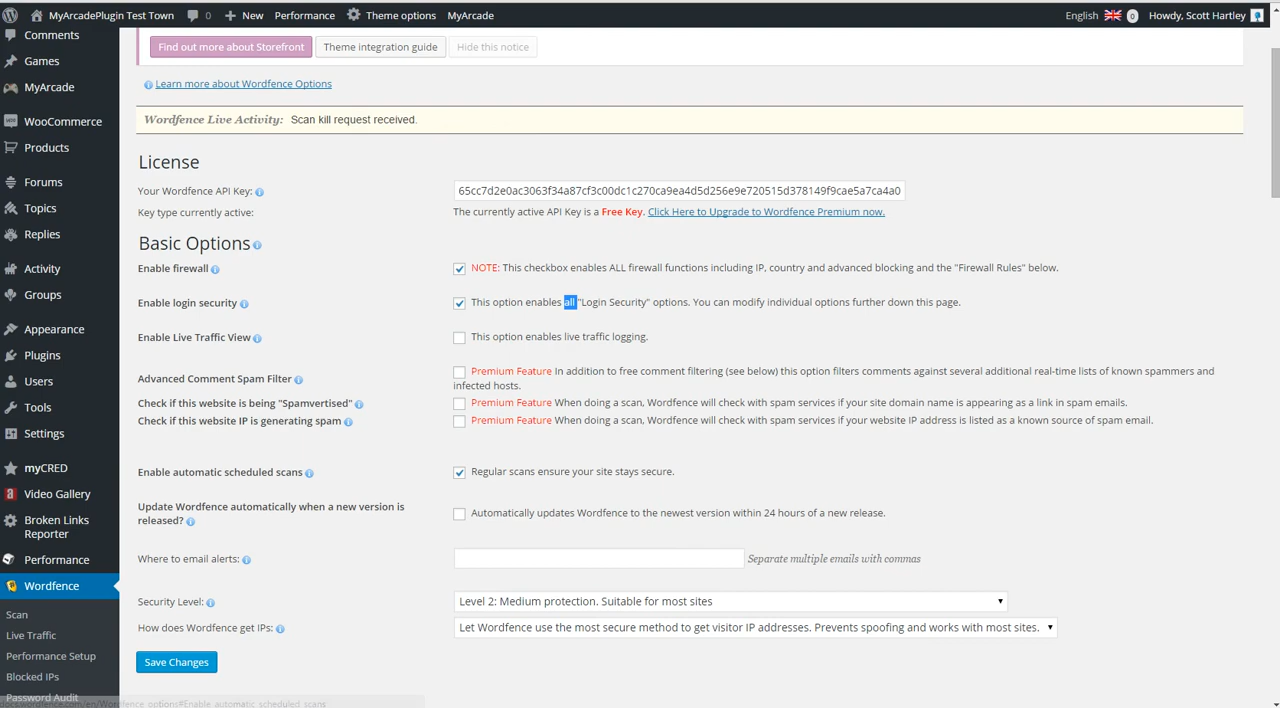 MyArcadePlugin Test Town 0 New Performance Theme options MyArcade English 0 Howdy, Scott Hartley
Comments
Games
MyArcade
WooCommerce
Products
Forums
Topics
Replies
Activity
Groups
Appearance
Plugins
Users
Tools
Settings
myCRED
Video Gallery
Broken Links
Reporter
Performance
Wordfence
Scan
Live Traffic
Performance Setup
Blocked IPs
Password Audit
Find out more about Storefront Theme integration guide Hide this notice
Learn more about Wordfence Options
Wordfence Live Activity: Scan kill request received.
License
Your Wordfence API Key: 65cc7d2e0ac3063f34a87cf3c00dc1c270ca9ea4d5d256e9e720515d378149f9cae5a7ca4a0
Key type currently active: The currently active API Key is a Free Key. Click Here to Upgrade to Wordfence Premium now.
Basic Options
Enable firewall NOTE: This checkbox enables ALL firewall functions including IP, country and advanced blocking and the "Firewall Rules" below.
Enable login security This option enables all "Login Security" options. You can modify individual options further down this page.
Enable Live Traffic View This option enables live traffic logging.
Advanced Comment Spam Filter Premium Feature In addition to free comment filtering (see below) this option filters comments against several additional real-time lists of known spammers and
infected hosts.
Check if this website is being "Spamvertised" Premium Feature When doing a scan, Wordfence will check with spam services if your site domain name is appearing as a link in spam emails.
Check if this website IP is generating spam Premium Feature When doing a scan, Wordfence will check with spam services if your website IP address is listed as a known source of spam email.
Enable automatic scheduled scans Regular scans ensure your site stays secure.
Update Wordfence automatically when a new version is
released? Automatically updates Wordfence to the newest version within 24 hours of a new release.
Where to email alerts: Separate multiple emails with commas
Security Level: Level 2: Medium protection. Suitable for most sites
How does Wordfence get IPs: Let Wordfence use the most secure method to get visitor IP addresses. Prevents spoofing and works with most sites.
Save Changes
docs.wordfence.com/en/Wordfence_options#Enable_automatic_scheduled_scans